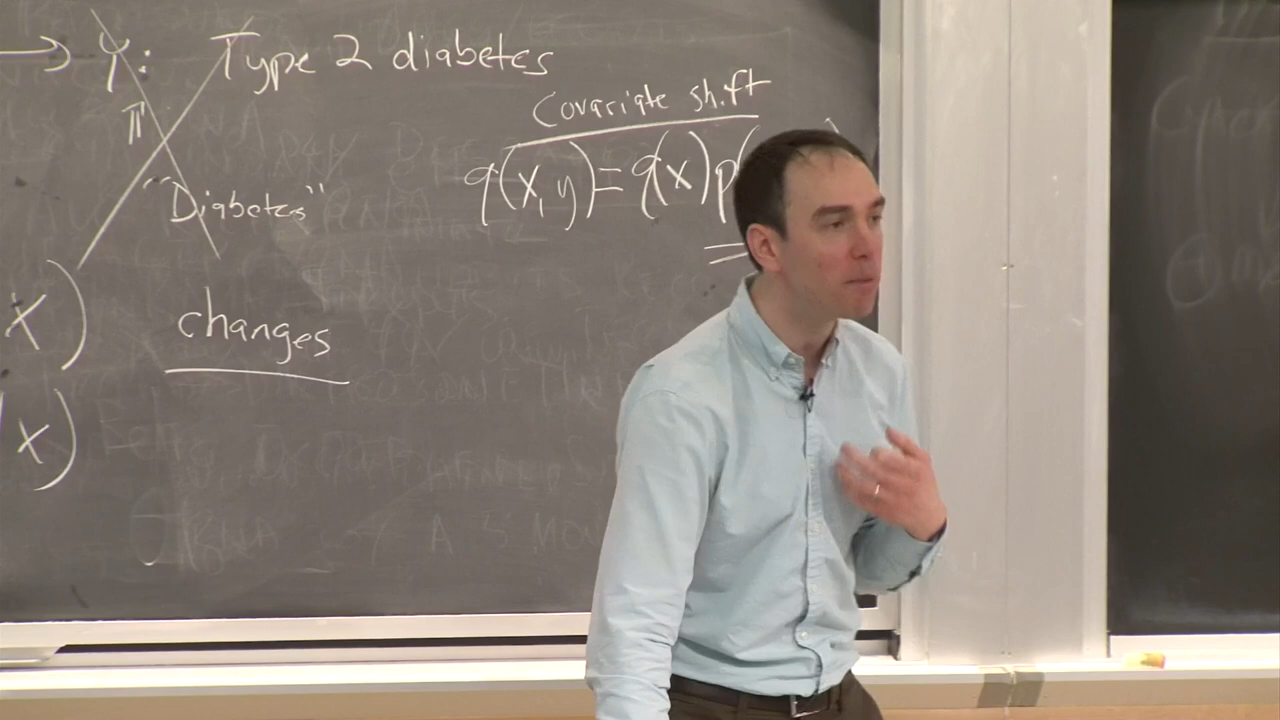 → Y: Type 2 diabetes
Covariate shift
q(x,y)=q(x)p(
⇑
"Diabetes"
x) changes
x)